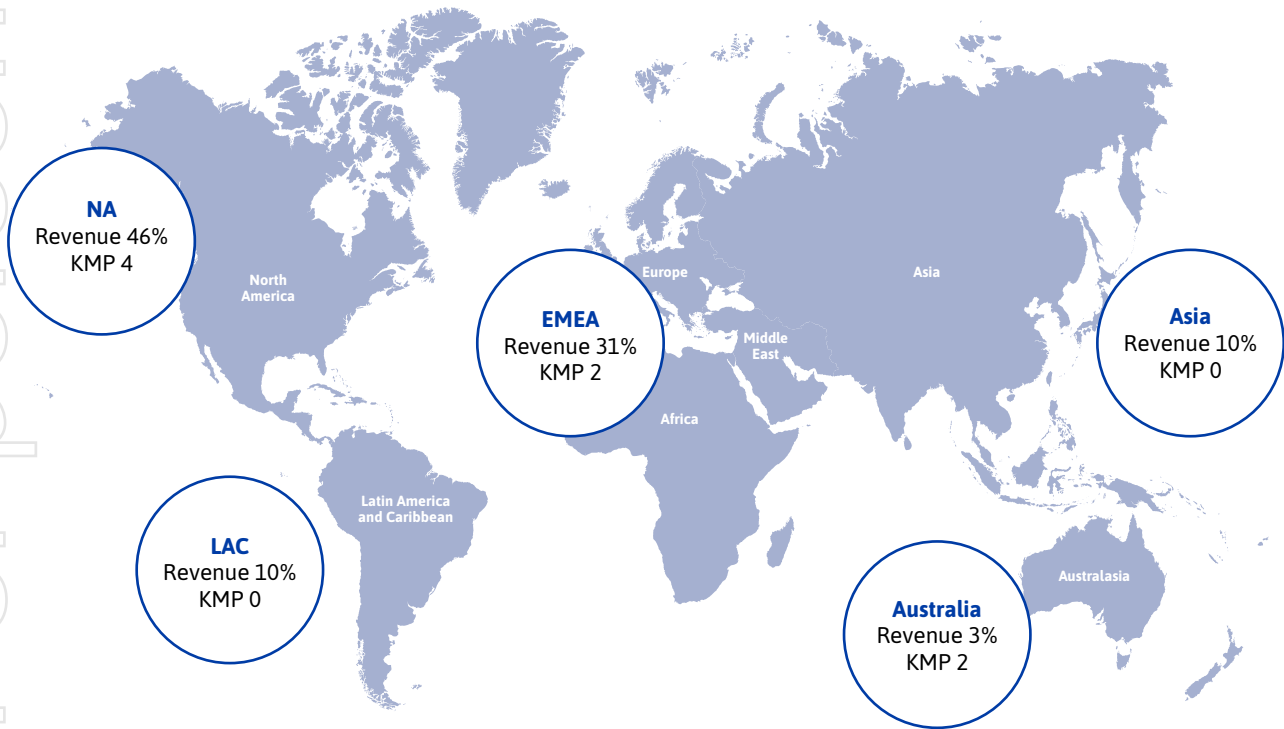 NA
Revenue 46%
KMP 4
North
America
EMEA
Revenue 31%
KMP 2
Europe
Middle
East
Africa
Asia
Asia
Revenue 10%
KMP 0
LAC
Revenue 10%
KMP 0
Latin America
and Caribbean
Australia
Revenue 3%
KMP 2
Australasia